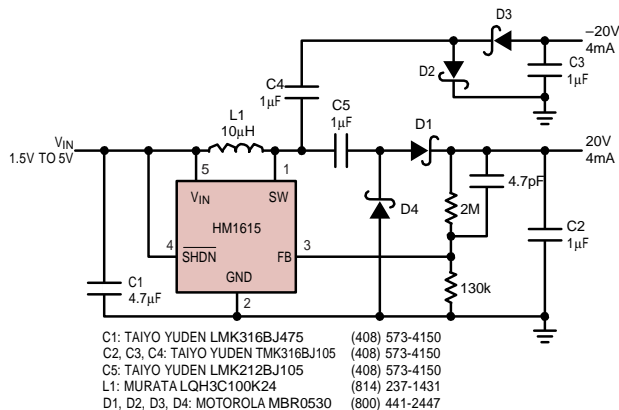 D3
–20V
4mA
C4
1µF
D2
C3
1µF
L1
10µH
C5
1µF
D1
VIN
1.5V TO 5V
20V
4mA
5
1
VIN
SW
D4
2M
4.7pF
HM1615
4
SHDN
FB
3
C2
1µF
GND
130k
C1
4.7µF
2
C1: TAIYO YUDEN LMK316BJ475 (408) 573-4150
C2, C3, C4: TAIYO YUDEN TMK316BJ105 (408) 573-4150
C5: TAIYO YUDEN LMK212BJ105 (408) 573-4150
L1: MURATA LQH3C100K24 (814) 237-1431
D1, D2, D3, D4: MOTOROLA MBR0530 (800) 441-2447